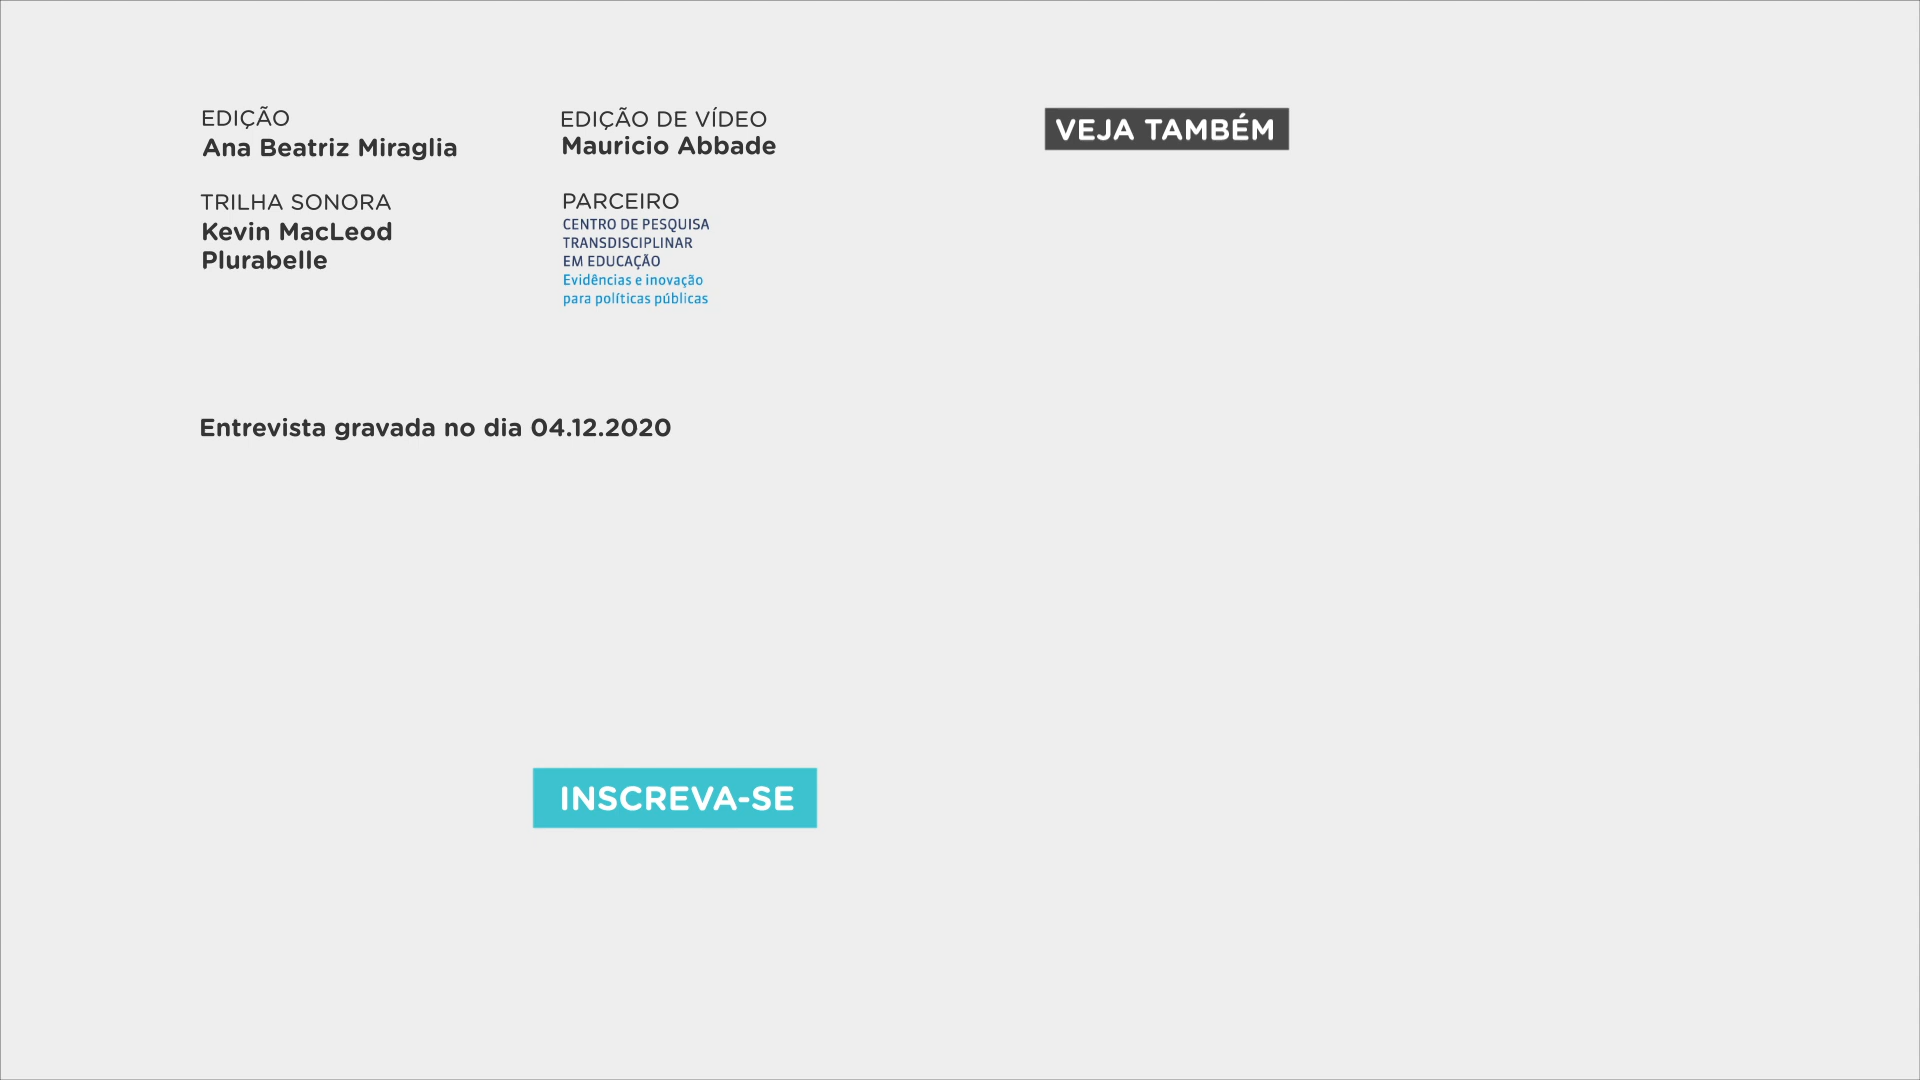 EDIÇÃO
Ana Beatriz Miraglia
TRILHA SONORA
Kevin MacLeod
Plurabelle
EDIÇÃO DE VÍDEO
Mauricio Abbade
PARCEIRO
CENTRO DE PESQUISA
TRANSDISCIPLINAR
EM EDUCAÇÃO
Evidências e inovação
para políticas públicas
Entrevista gravada no dia 04.12.2020
INSCREVA-SE
VEJA TAMBÉM